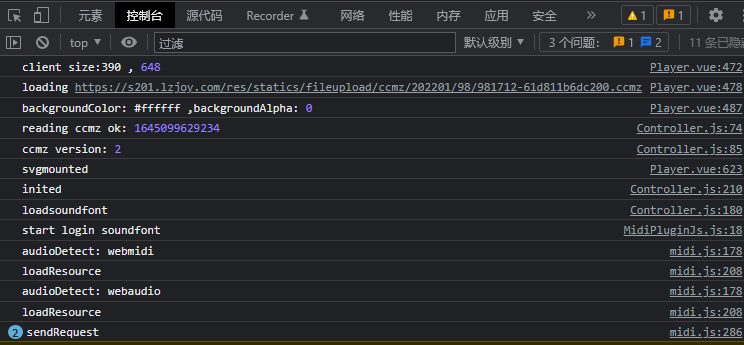 元素 控制台 源代码 Recorder 网络 性能 内存 应用 安全 » 1 1
top 过滤 默认级别 3 个问题: 1 2 11 条已隐
client size:390 , 648 Player.vue:472
loading https://s201.lzjoy.com/res/statics/fileupload/ccmz/202201/98/981712-61d811b6dc200.ccmz Player.vue:478
backgroundColor: #ffffff ,backgroundAlpha: 0 Player.vue:487
reading ccmz ok: 1645099629234 Controller.js:74
ccmz version: 2 Controller.js:85
svgmounted Player.vue:623
inited Controller.js:210
loadsoundfont Controller.js:180
start login soundfont MidiPluginJs.js:18
audioDetect: webmidi midi.js:178
loadResource midi.js:208
audioDetect: webaudio midi.js:178
loadResource midi.js:208
2 sendRequest midi.js:286